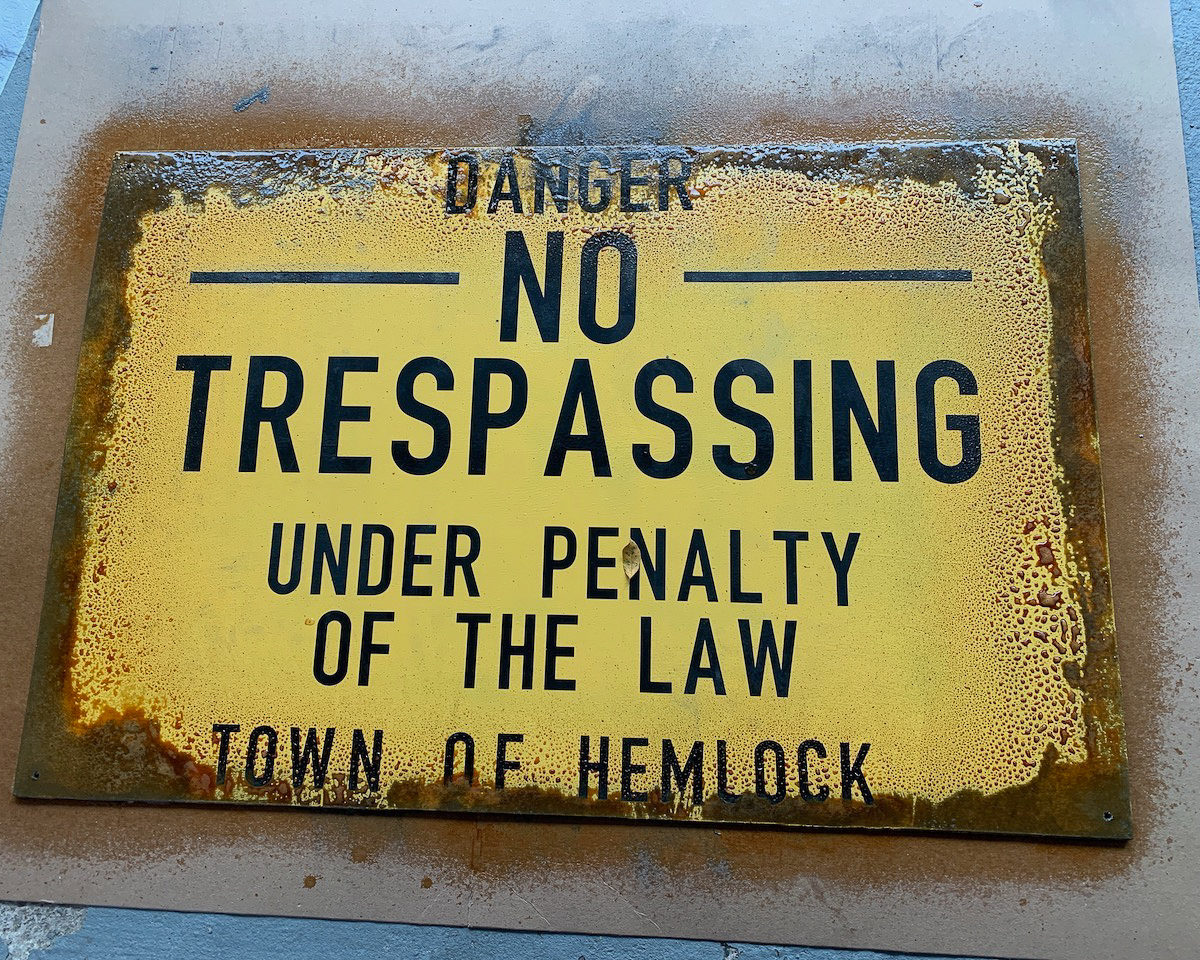 DANGER
NO
TRESPASSING
UNDER PENALTY
OF THE LAW
TOWN OF HEMLOCK